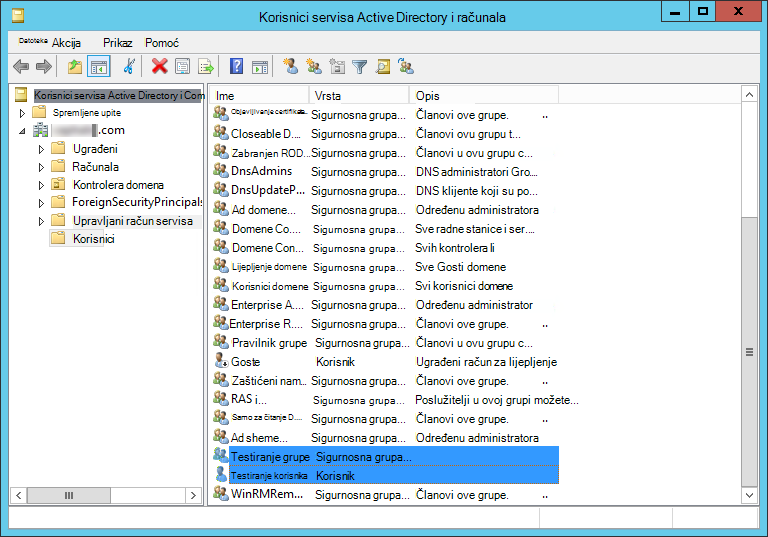 Korisnici servisa Active Directory i računala
Datoteka Akcija Prikaz Pomoć
Korisnici servisa Active Directory i Com
Spremljene upite
.com
Ugrađeni
Računala
Kontrolera domena
ForeignSecurityPrincipals
Upravljani račun servisa
Korisnici
Ime Vrsta Opis
Objavljivanje certifikata Sigurnosna grupa... Članovi ove grupe. ..
Closeable D.... Sigurnosna grupa... Članovi ovu grupu t...
Zabranjen ROD... Sigurnosna grupa... Članovi u ovu grupu c...
DnsAdmins Sigurnosna grupa... DNS administratori Gro...
DnsUpdateP... Sigurnosna grupa... DNS klijente koji su po...
Ad domene... Sigurnosna grupa... Određenu administratora
Domene Co... Sigurnosna grupa... Sve radne stanice i ser....
Domene Con... Sigurnosna grupa... Svih kontrolera li
Lijepljenje domene Sigurnosna grupa... Sve Gosti domene
Korisnici domene Sigurnosna grupa... Svi korisnici domene
Enterprise A.... Sigurnosna grupa... Određenu administrator
Enterprise R.... Sigurnosna grupa... Članovi ove grupe. ..
Pravilnik grupe Sigurnosna grupa... Članovi u ovu grupu c...
Goste Korisnik Ugrađeni račun za lijepljenje
Zaštićeni nam... Sigurnosna grupa... Članovi ove grupe. ..
RAS i... Sigurnosna grupa... Poslužitelji u ovoj grupi možete...
Samo za čitanje D.... Sigurnosna grupa... Članovi ove grupe. ..
Ad sheme... Sigurnosna grupa... Određenu administratora
Testiranje grupe Sigurnosna grupa...
Testiranje korisnika Korisnik
WinRMRem... Sigurnosna grupa... Članovi ove grupe. ..